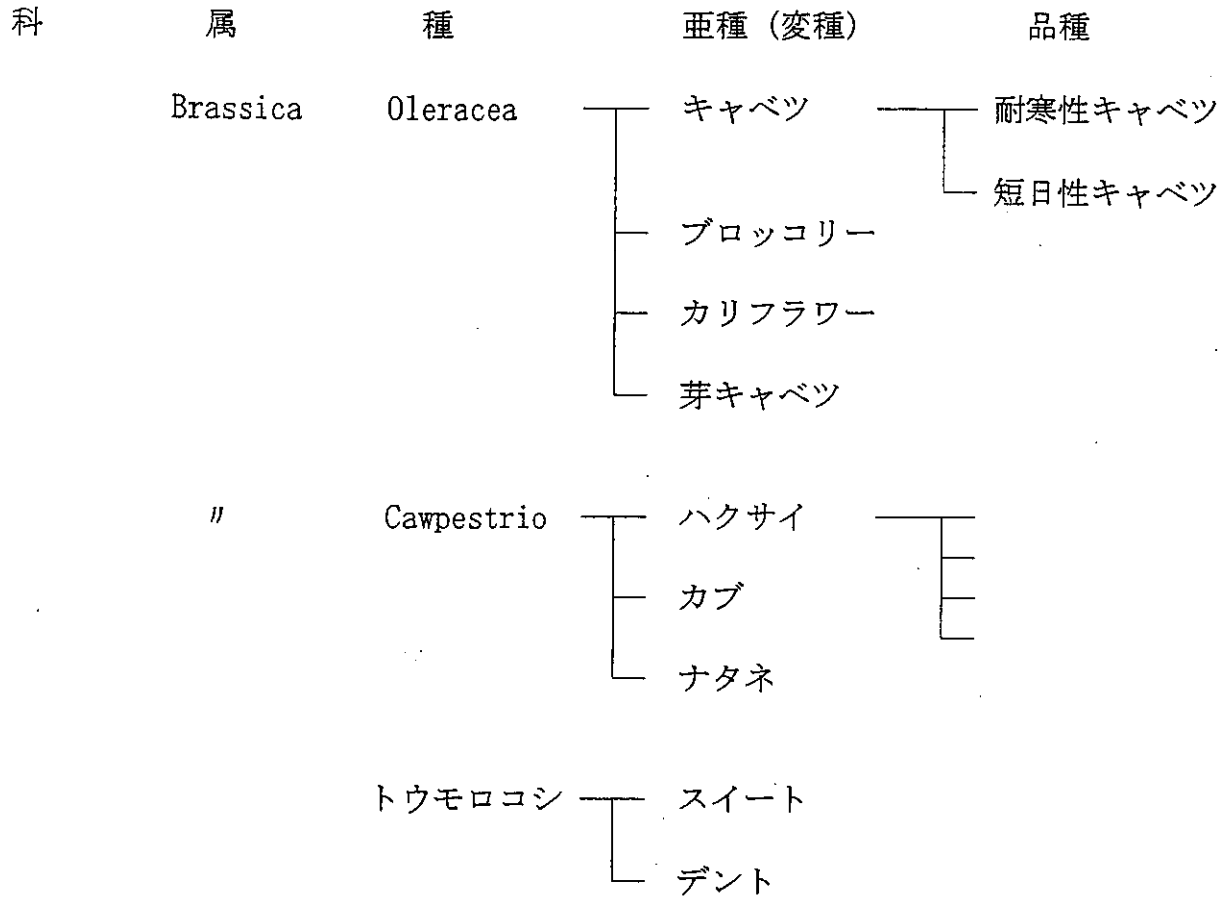 科 属 種 亜種 (変種) 品種
Brassica Oleracea キャベツ 耐寒性キャベツ
短日性キャベツ
ブロッコリー
カリフラワー
芽キャベツ
〃 Cawpestrio ハクサイ
カブ
ナタネ
トウモロコシ スイート
デント